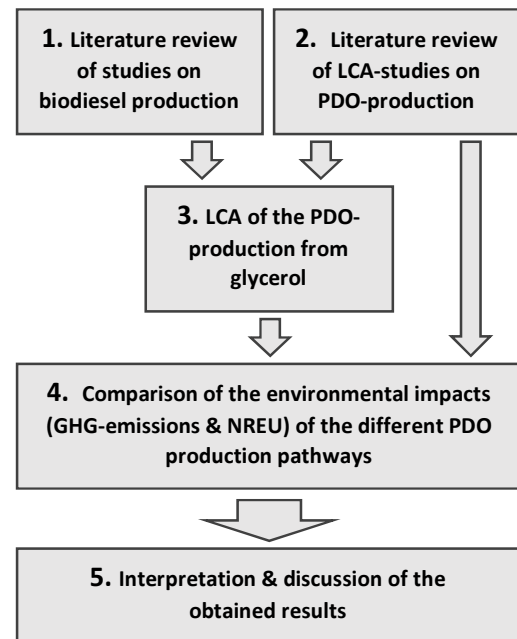 1. Literature review
of studies on
biodiesel production
2. Literature review
of LCA-studies on
PDO-production
3. LCA of the PDO-
production from
glycerol
4. Comparison of the environmental impacts
(GHG-emissions & NREU) of the different PDO
production pathways
5. Interpretation & discussion of the
obtained results